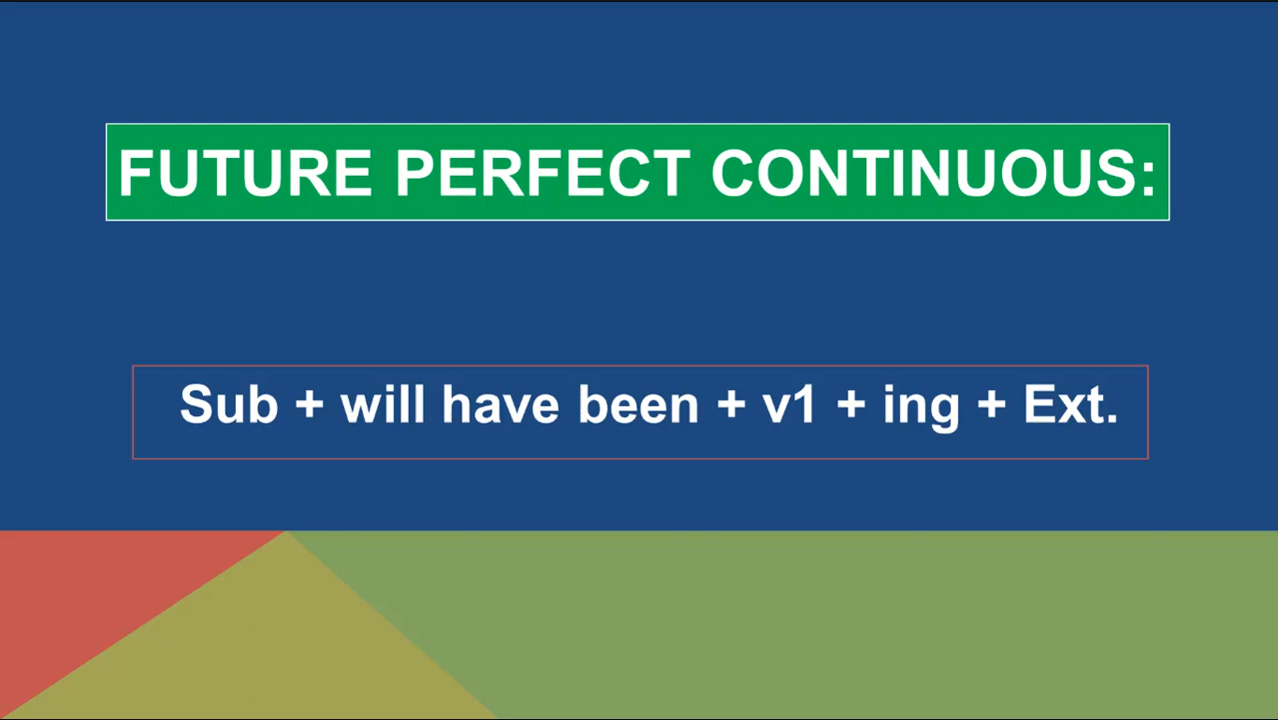 FUTURE PERFECT CONTINUOUS:
Sub + will have been + v1 + ing + Ext.